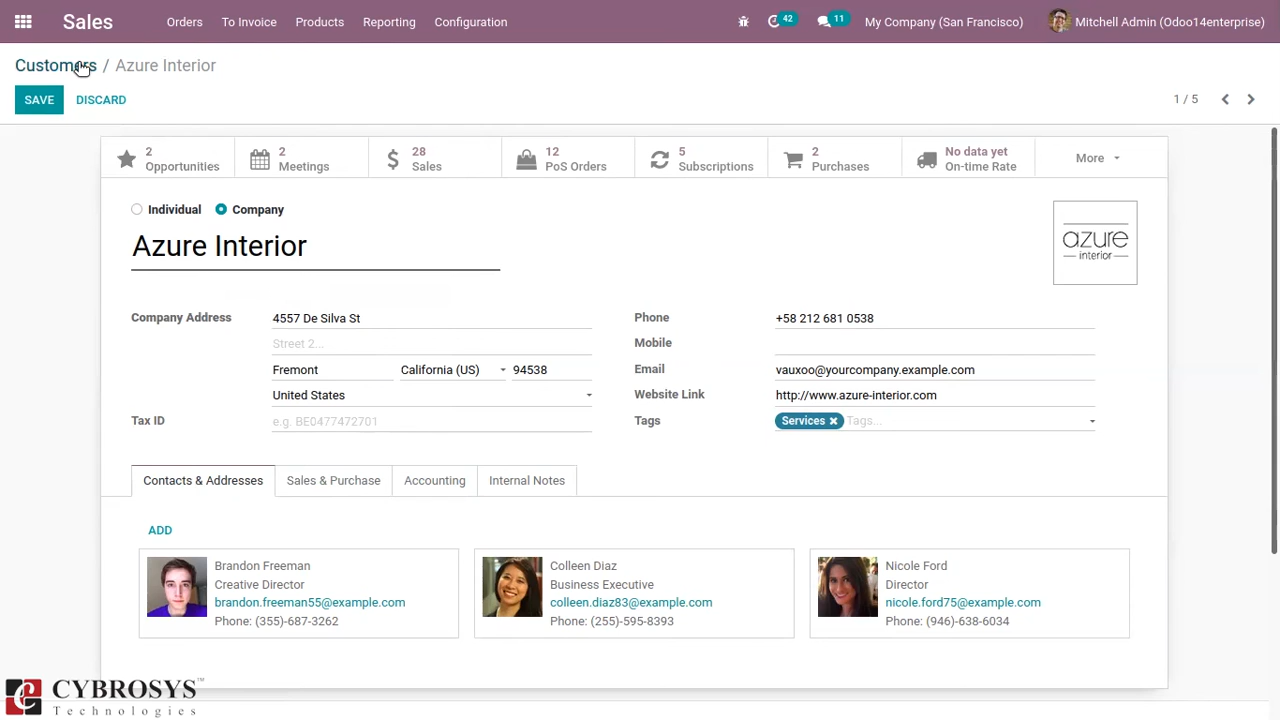 Sales Orders To Invoice Products Reporting Configuration 42 11 My Company (San Francisco) Mitchell Admin (Odoo14enterprise)
Customers / Azure Interior
SAVE DISCARD 1 / 5
2 Opportunities
2 Meetings
28 Sales
12 PoS Orders
5 Subscriptions
2 Purchases
No data yet On-time Rate
More
Individual Company
Azure Interior
azure
interior
Company Address 4557 De Silva St Phone +58 212 681 0538
Street 2... Mobile
Fremont California (US) 94538 Email vauxoo@yourcompany.example.com
United States Website Link http://www.azure-interior.com
Tax ID e.g. BE0477472701 Tags Services Tags...
Contacts & Addresses Sales & Purchase Accounting Internal Notes
ADD
Brandon Freeman
Creative Director
brandon.freeman55@example.com
Phone: (355)-687-3262
Colleen Diaz
Business Executive
colleen.diaz83@example.com
Phone: (255)-595-8393
Nicole Ford
Director
nicole.ford75@example.com
Phone: (946)-638-6034
CYBROSYS™
Technologies